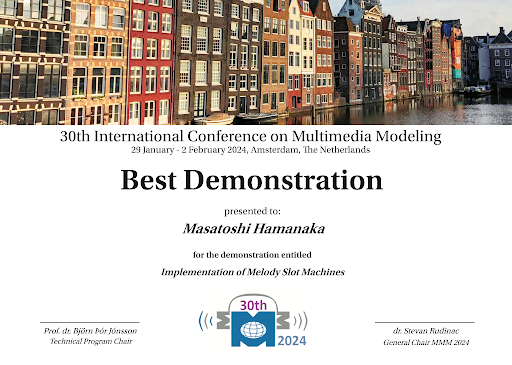 30th International Conference on Multimedia Modeling
29 January - 2 February 2024, Amsterdam, The Netherlands
Best Demonstration
presented to:
Masatoshi Hamanaka
for the demonstration entitled
Implementation of Melody Slot Machines
30th
2024
Prof. dr. Björn Þór Jónsson
Technical Program Chair
dr. Stevan Rudinac
General Chair MMM 2024